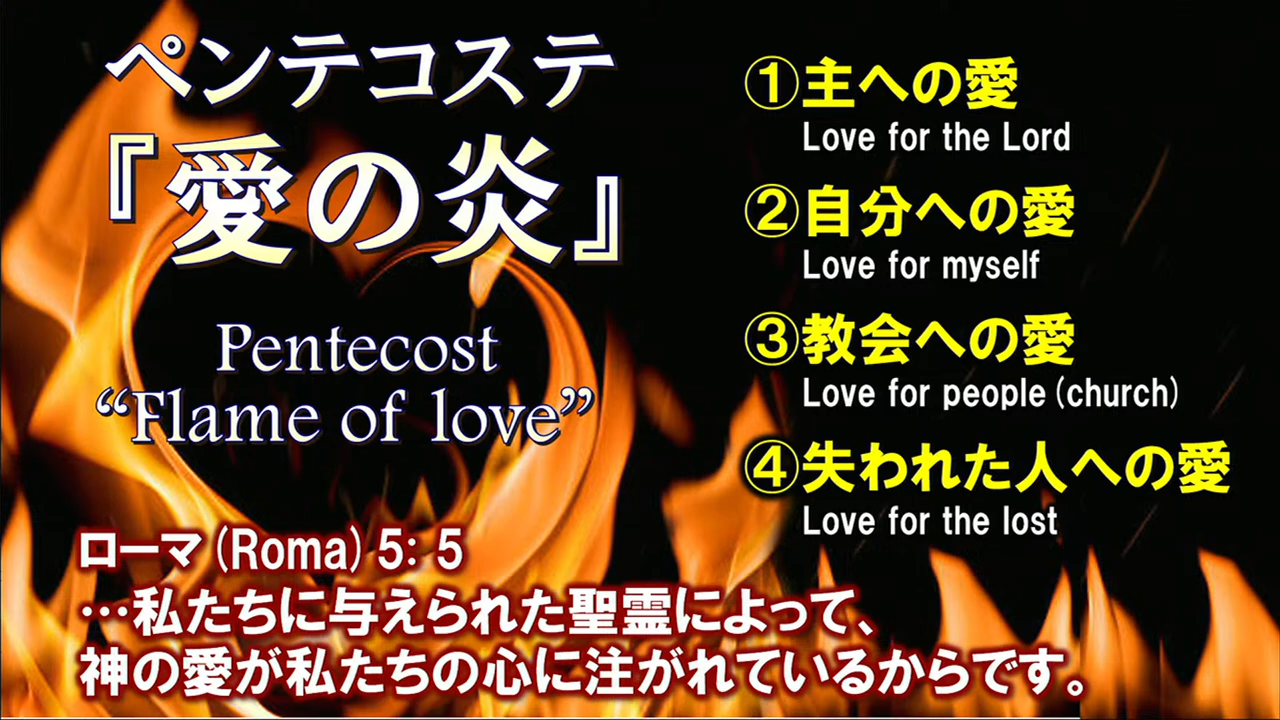 ペンテコステ
『愛の炎』
Pentecost
“Flame of love”
①主への愛
Love for the Lord
②自分への愛
Love for myself
③教会への愛
Love for people (church)
④失われた人への愛
Love for the lost
ローマ (Roma) 5: 5
…私たちに与えられた聖霊によって、
神の愛が私たちの心に注がれているからです。